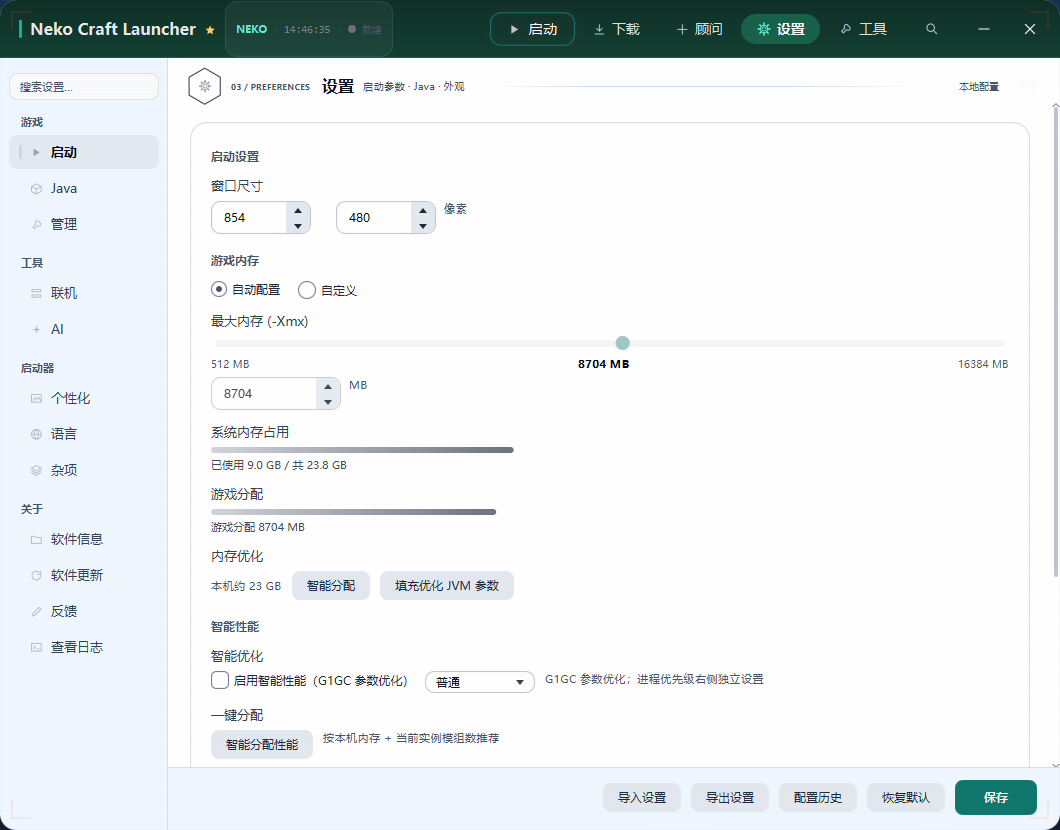 Neko Craft Launcher ★ NEKO 14:46:35 就绪 启动 下载 顾问 设置 工具
搜索设置...
游戏
启动
Java
管理
工具
联机
AI
启动器
个性化
语言
杂项
关于
软件信息
软件更新
反馈
查看日志
03 / PREFERENCES 设置 启动参数 · Java · 外观 本地配置
启动设置
窗口尺寸
854 480 像素
游戏内存
自动配置 自定义
最大内存 (-Xmx)
512 MB 8704 MB 16384 MB
8704 MB
系统内存占用
已使用 9.0 GB / 共 23.8 GB
游戏分配
游戏分配 8704 MB
内存优化
本机约 23 GB 智能分配 填充优化 JVM 参数
智能性能
智能优化
启用智能性能（G1GC 参数优化） 普通 G1GC 参数优化；进程优先级右侧独立设置
一键分配
智能分配性能 按本机内存 + 当前实例模组数推荐
导入设置 导出设置 配置历史 恢复默认 保存